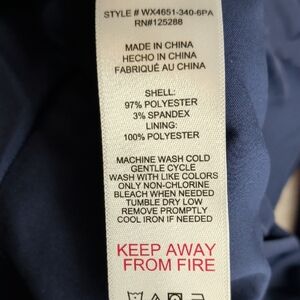 STYLE # WX4651-340-6PA
RN#125288
MADE IN CHINA
HECHO IN CHINA
FABRIQUÉ AU CHINA
SHELL:
97% POLYESTER
3% SPANDEX
LINING:
100% POLYESTER
MACHINE WASH COLD
GENTLE CYCLE
WASH WITH LIKE COLORS
ONLY NON-CHLORINE
BLEACH WHEN NEEDED
TUMBLE DRY LOW
REMOVE PROMPTLY
COOL IRON IF NEEDED
KEEP AWAY
FROM FIRE